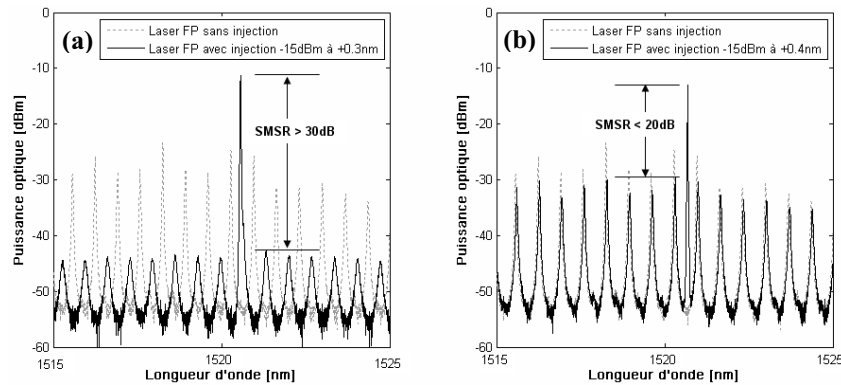 (a)
Laser FP sans injection
Laser FP avec injection -15dBm à +0.3nm
SMSR > 30dB
Puissance optique [dBm]
0
-10
-20
-30
-40
-50
-60
1515
1520
1525
Longueur d'onde [nm]
(b)
Laser FP sans injection
Laser FP avec injection -15dBm à +0.4nm
SMSR < 20dB
Puissance optique [dBm]
0
-10
-20
-30
-40
-50
-60
1515
1520
1525
Longueur d'onde [nm]